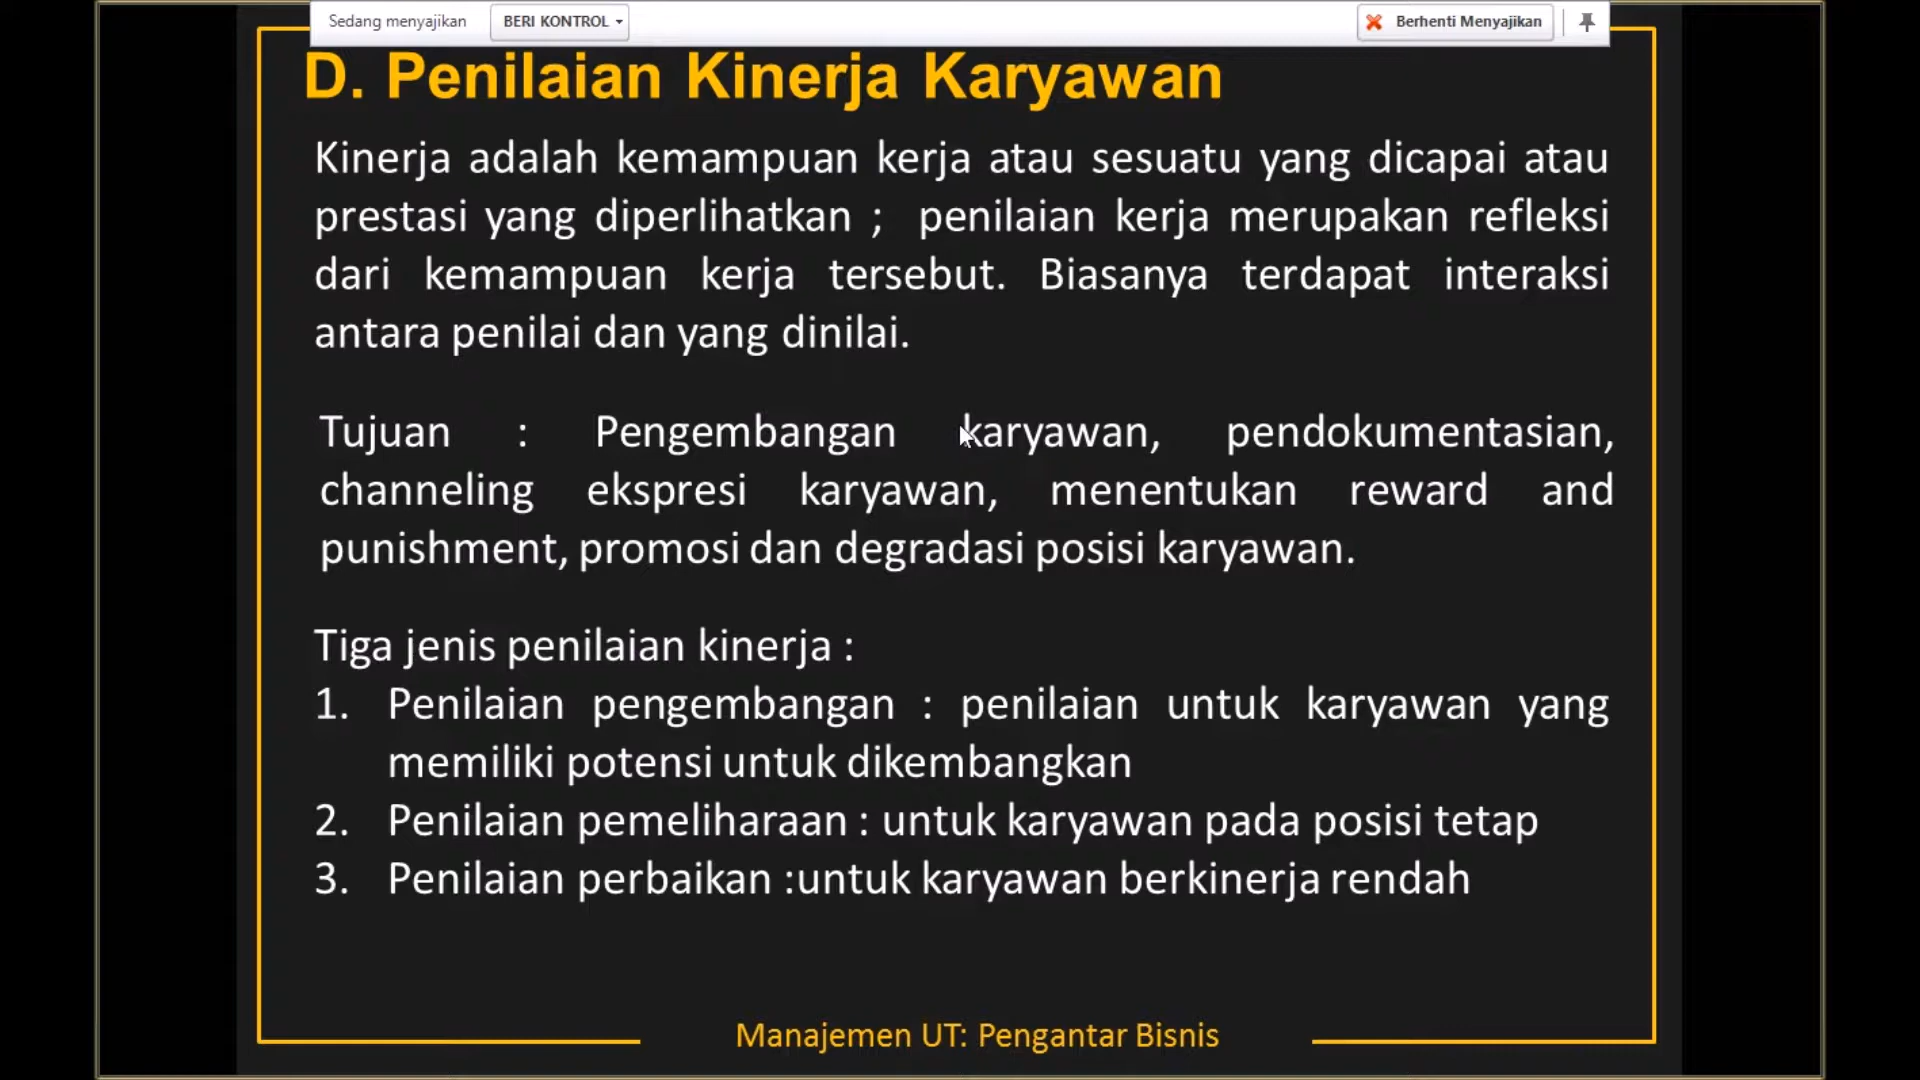 Sedang menyajikan BERI KONTROL Berhenti Menyajikan
D. Penilaian Kinerja Karyawan
Kinerja adalah kemampuan kerja atau sesuatu yang dicapai atau
prestasi yang diperlihatkan ; penilaian kerja merupakan refleksi
dari kemampuan kerja tersebut. Biasanya terdapat interaksi
antara penilai dan yang dinilai.
Tujuan : Pengembangan karyawan, pendokumentasian,
channeling ekspresi karyawan, menentukan reward and
punishment, promosi dan degradasi posisi karyawan.
Tiga jenis penilaian kinerja :
1. Penilaian pengembangan : penilaian untuk karyawan yang
memiliki potensi untuk dikembangkan
2. Penilaian pemeliharaan : untuk karyawan pada posisi tetap
3. Penilaian perbaikan :untuk karyawan berkinerja rendah
Manajemen UT: Pengantar Bisnis